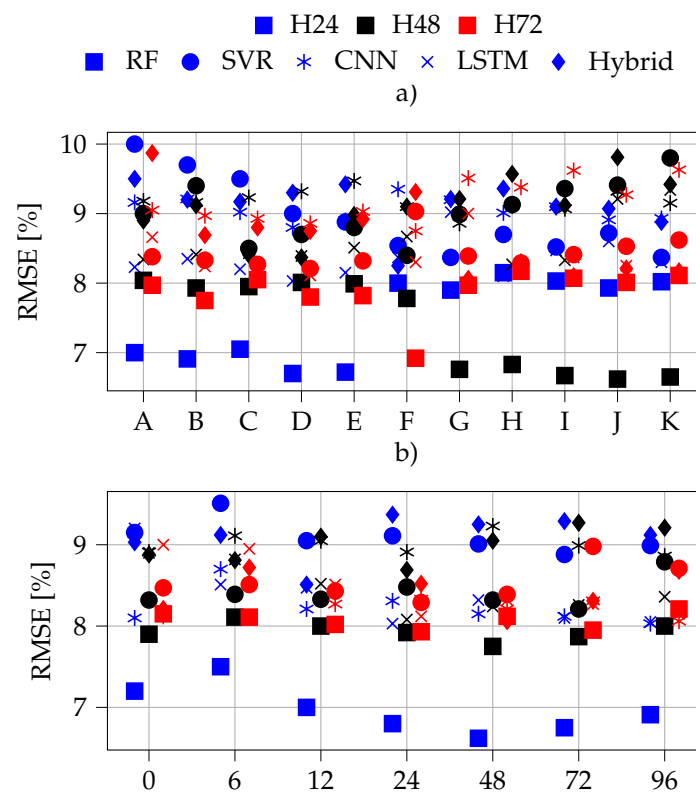 H24 H48 H72
RF SVR CNN LSTM Hybrid
a)
10
9
8
7
RMSE [%]
A B C D E F G H I J K
b)
9
8
7
RMSE [%]
0 6 12 24 48 72 96